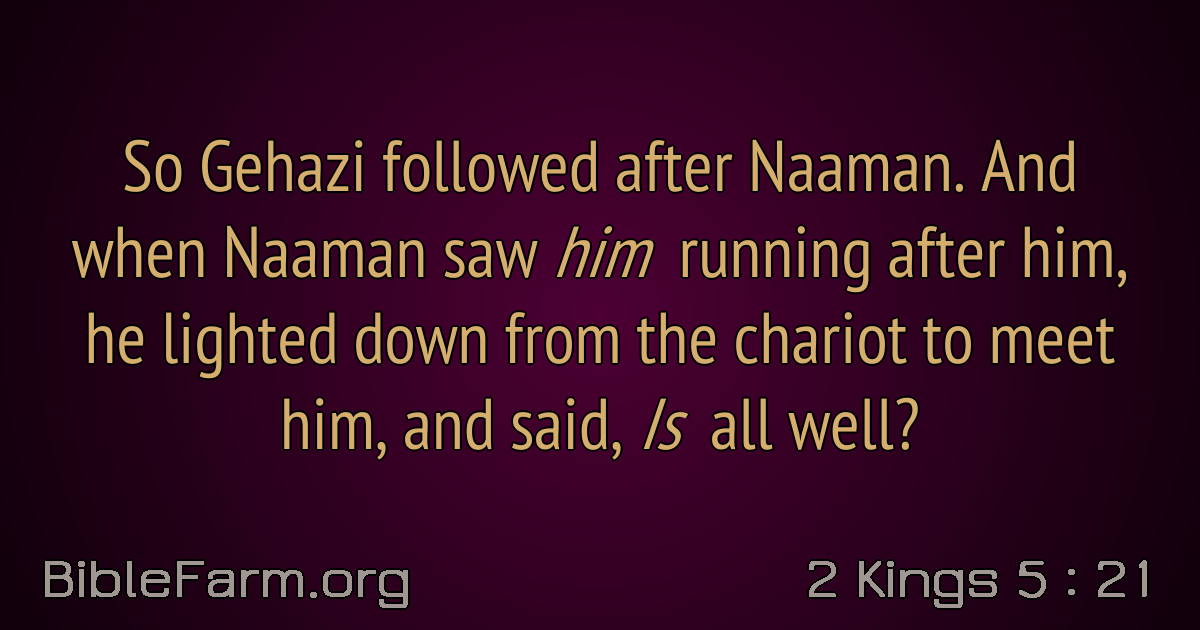 So Gehazi followed after Naaman. And
when Naaman saw him running after him,
he lighted down from the chariot to meet
him, and said, Is all well?
BibleFarm.org
2 Kings 5 : 21